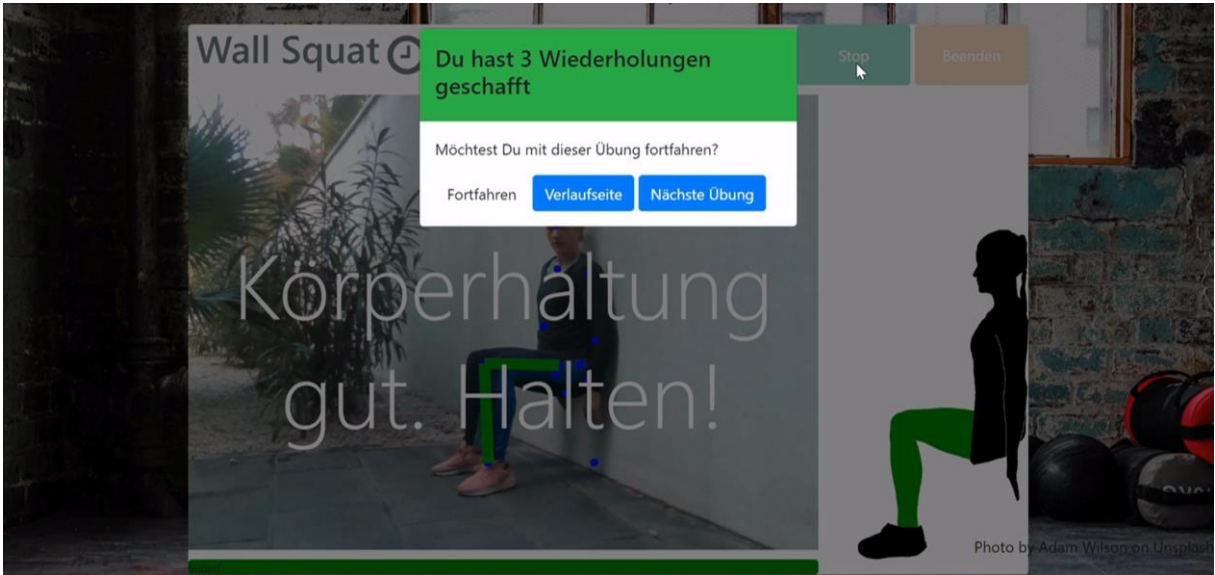 Wall Squat
Du hast 3 Wiederholungen
geschafft
Stop
Beenden
Möchtest Du mit dieser Übung fortfahren?
Fortfahren
Verlaufseite
Nächste Übung
Körperhaltung
gut. Halten!
Photo by Adam Wilson on Unsplash
Super!